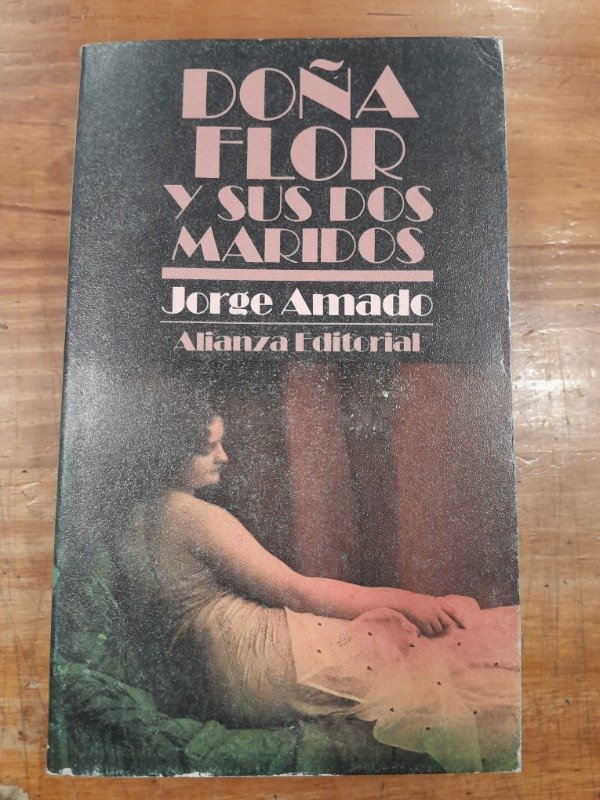 DOÑA
FLOR
Y SUS DOS
MARIDOS
Jorge Amado
Alianza Editorial